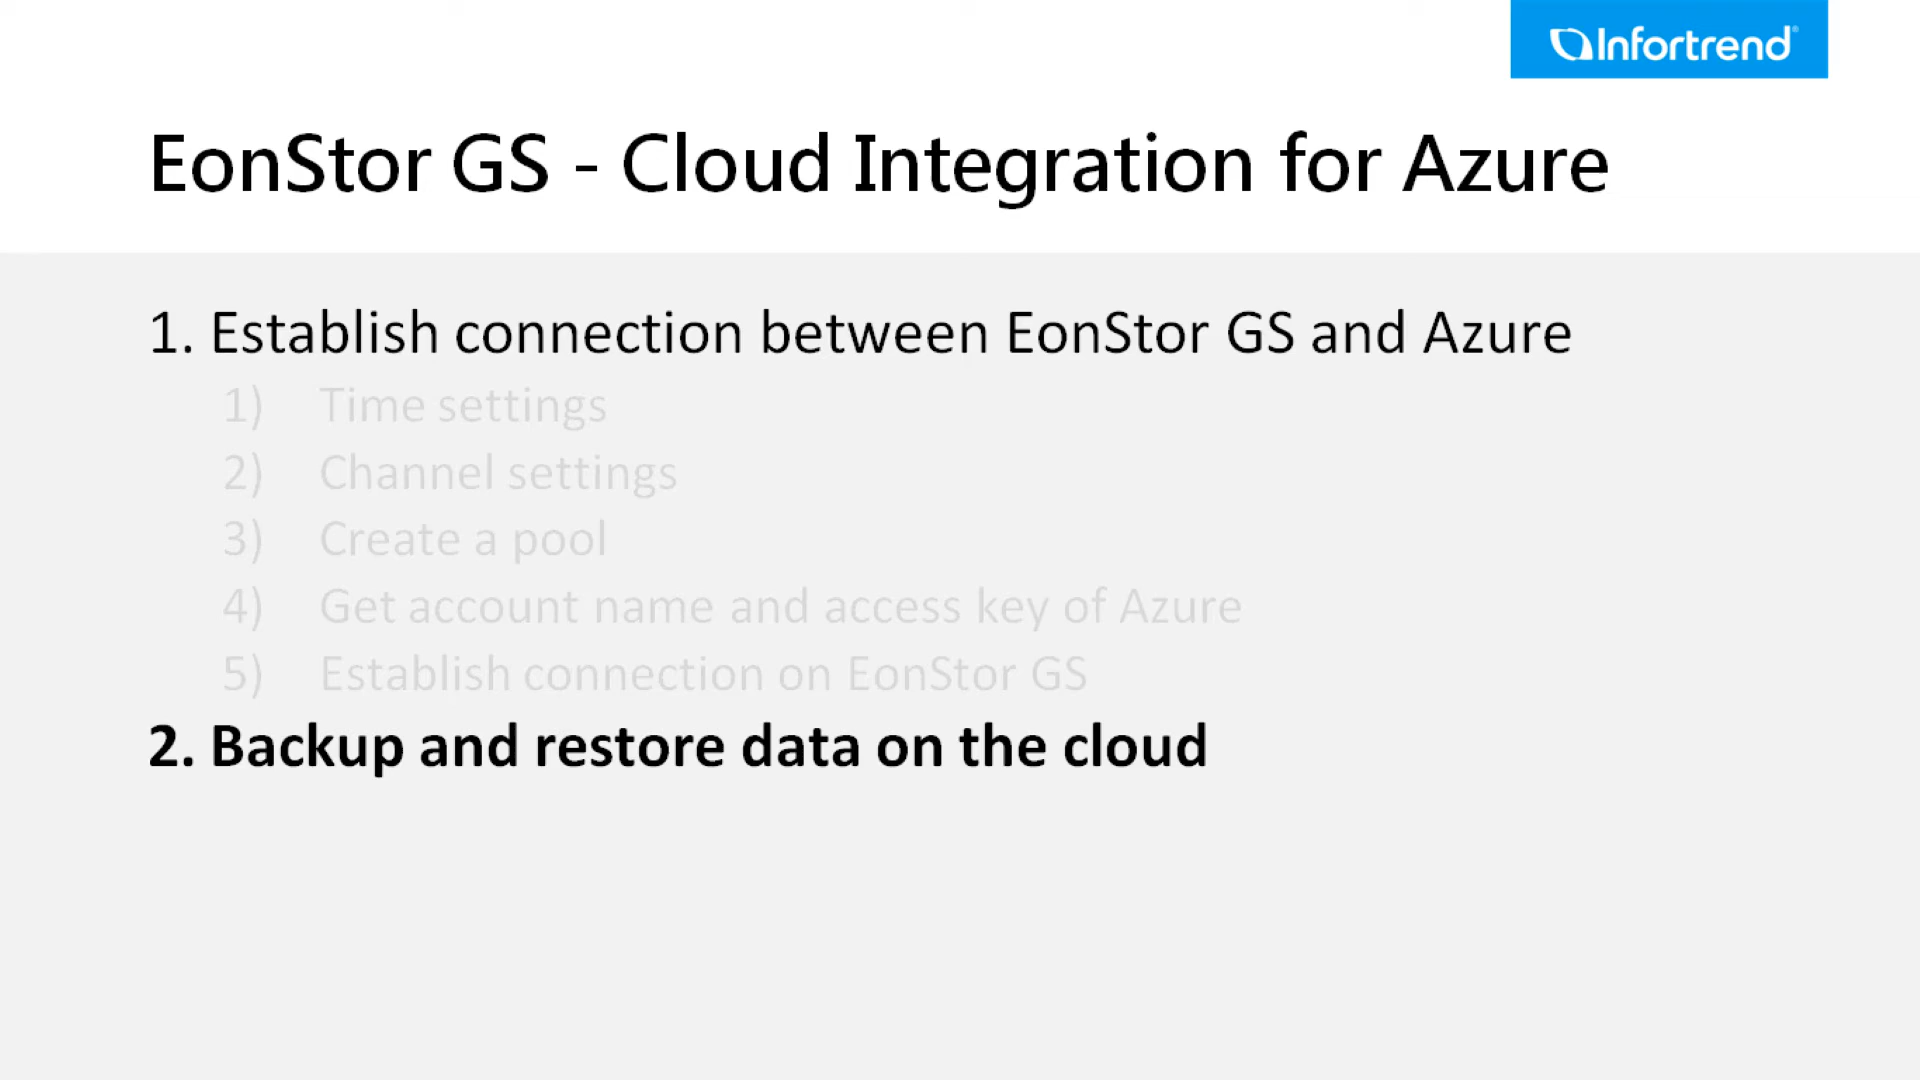 Infortrend®
EonStor GS - Cloud Integration for Azure
1. Establish connection between EonStor GS and Azure
1) Time settings
2) Channel settings
3) Create a pool
4) Get account name and access key of Azure
5) Establish connection on EonStor GS
2. Backup and restore data on the cloud